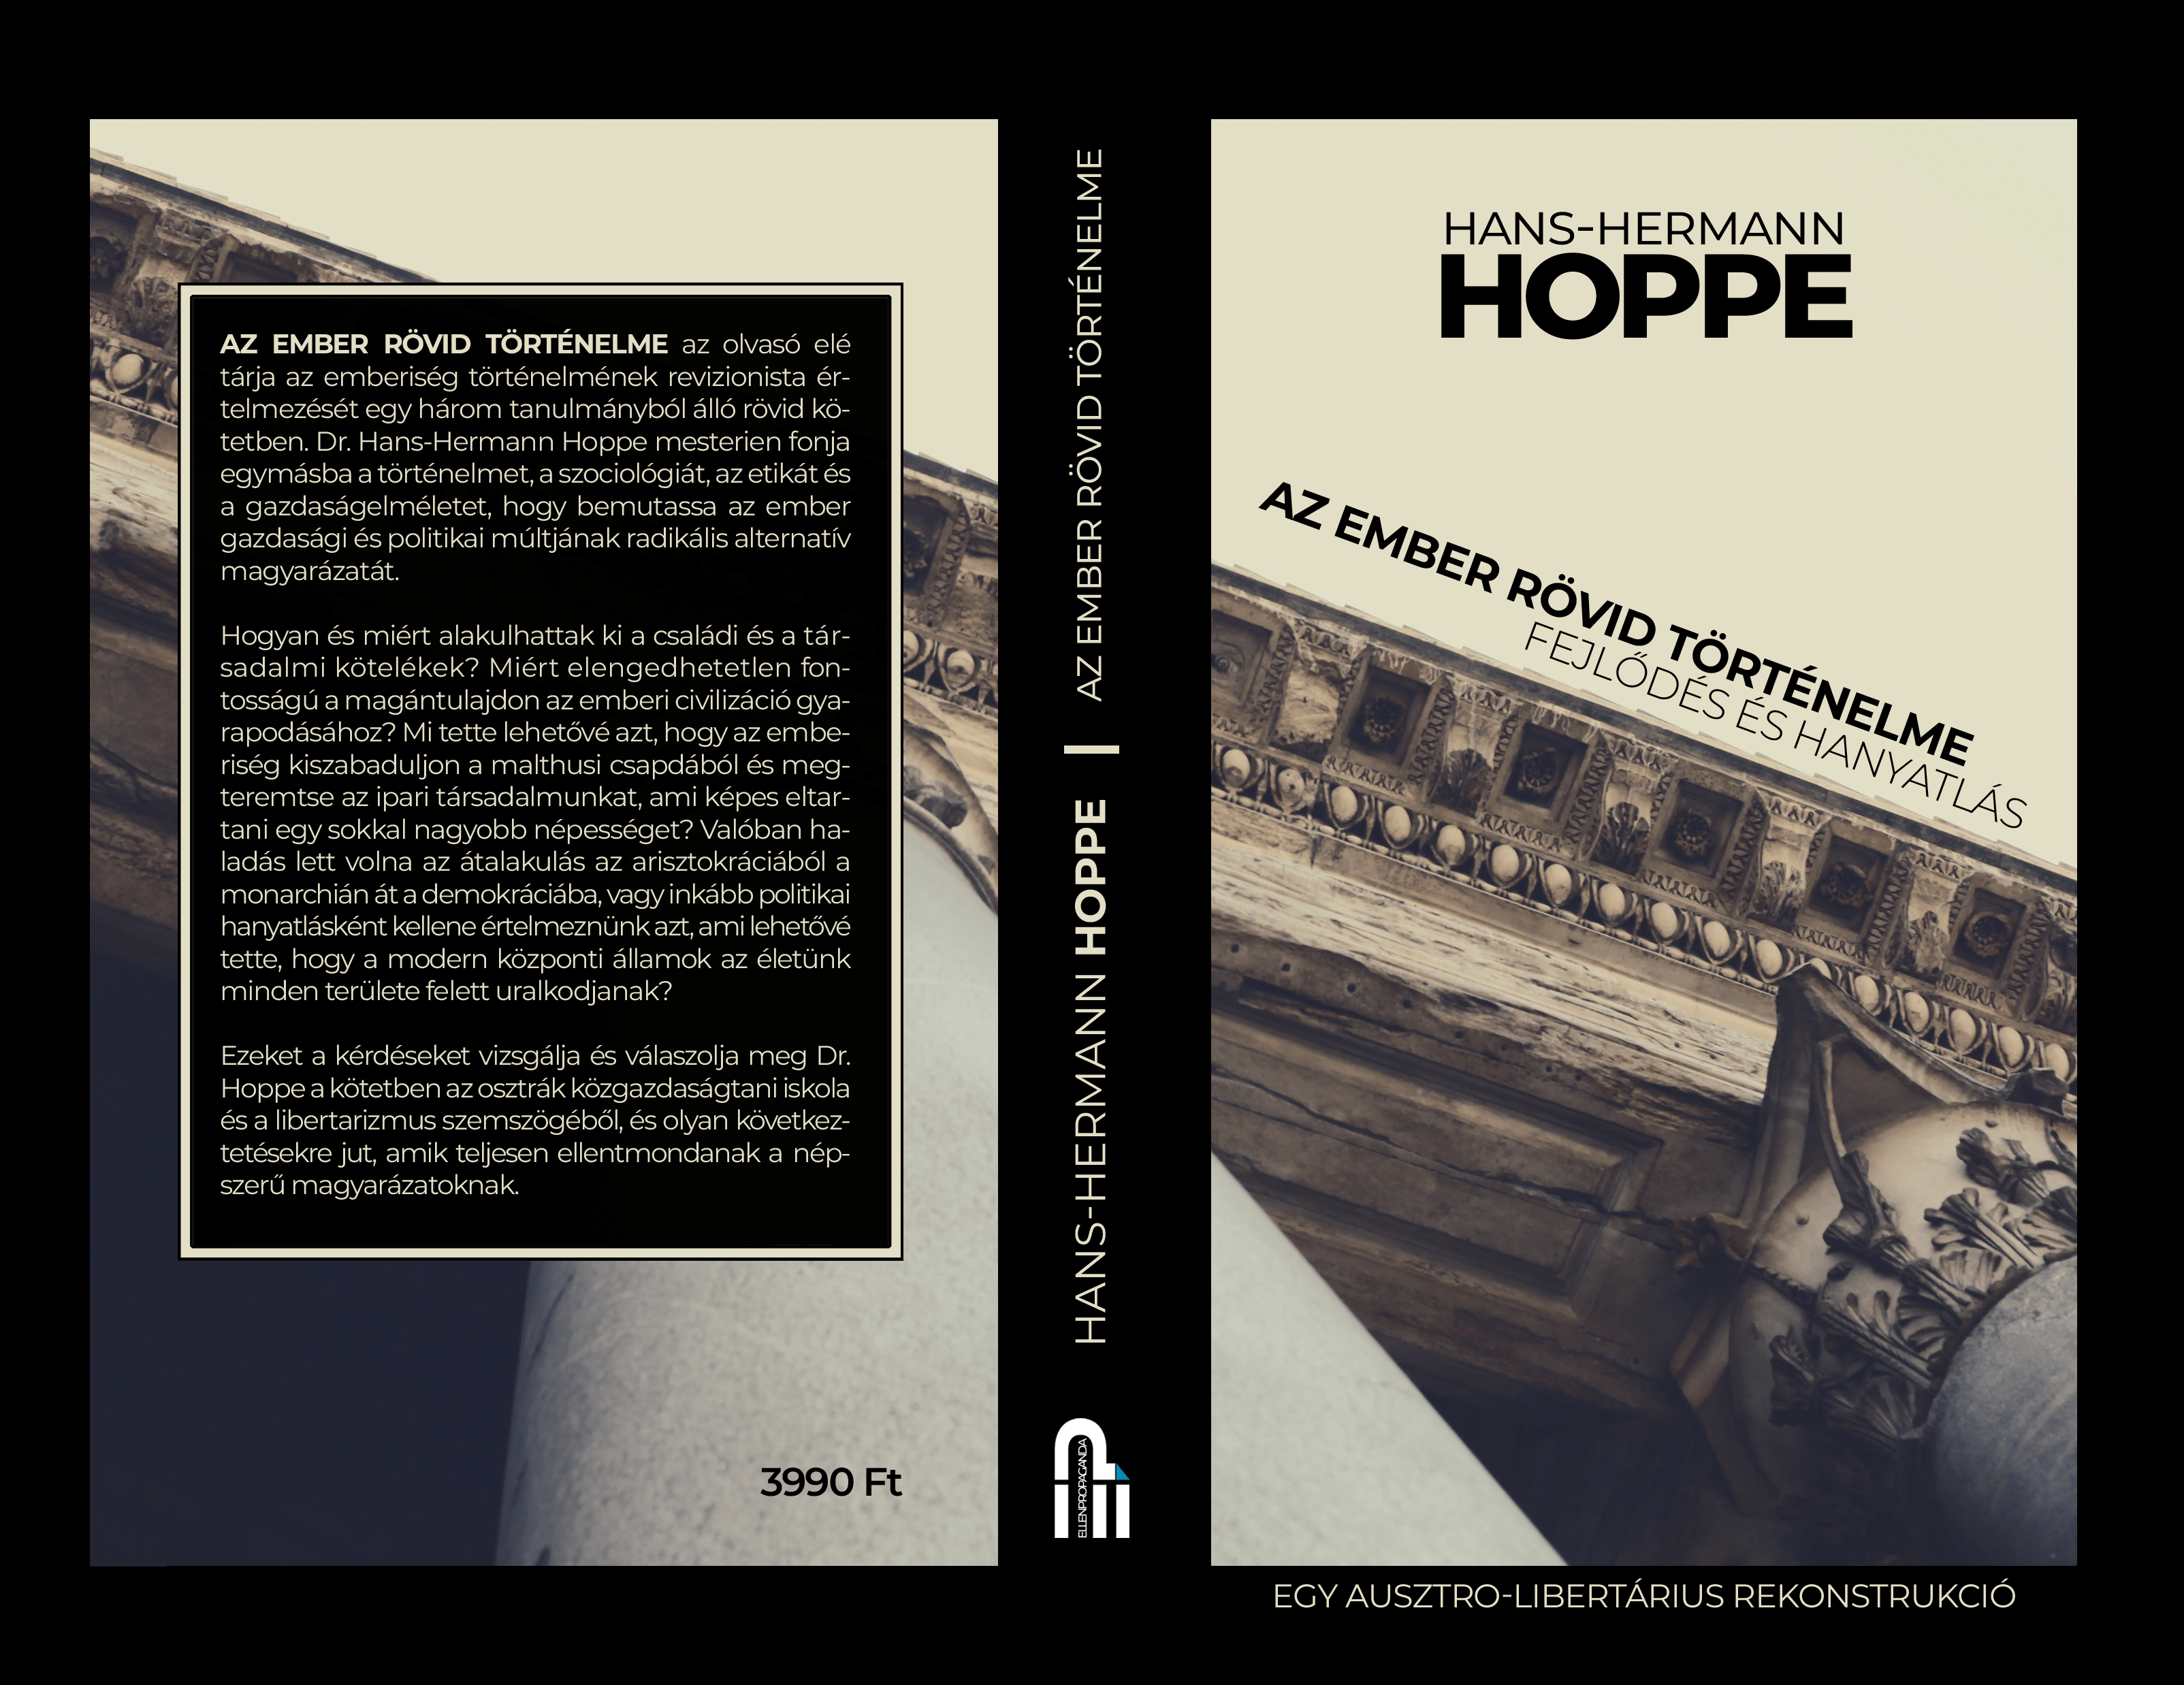 AZ EMBER RÖVID TÖRTÉNELME az olvasó elé
tárja az emberiség történelmének revizionista ér-
telmezését egy három tanulmányból álló rövid kö-
tetben. Dr. Hans-Hermann Hoppe mesterien fonja
egymásba a történelmet, a szociológiát, az etikát és
a gazdaságelméletet, hogy bemutassa az ember
gazdasági és politikai múltjának radikális alternatív
magyarázatát.
Hogyan és miért alakulhattak ki a családi és a tár-
sadalmi kötelékek? Miért elengedhetetlen fon-
tosságú a magántulajdon az emberi civilizáció gya-
rapodásához? Mi tette lehetővé azt, hogy az embe-
riség kiszabaduljon a malthusi csapdából és meg-
teremtse az ipari társadalmunkat, ami képes eltar-
tani egy sokkal nagyobb népességet? Valóban ha-
ladás lett volna az átalakulás az arisztokráciából a
monarchián át a demokráciába, vagy inkább politikai
hanyatlásként kellene értelmeznünk azt, ami lehetővé
tette, hogy a modern központi államok az életünk
minden területe felett uralkodjanak?
Ezeket a kérdéseket vizsgálja és válaszolja meg Dr.
Hoppe a kötetben az osztrák közgazdaságtani iskola
és a libertarizmus szemszögéből, és olyan következ-
tetésekre jut, amik teljesen ellentmondanak a nép-
szerű magyarázatoknak.
3990 Ft
ELLENPROPAGANDA
HANS-HERMANN HOPPE | AZ EMBER RÖVID TÖRTÉNELME
HANS-HERMANN
HOPPE
AZ EMBER RÖVID TÖRTÉNELME
FEJLŐDÉS ÉS HANYATLÁS
EGY AUSZTRO-LIBERTÁRIUS REKONSTRUKCIÓ